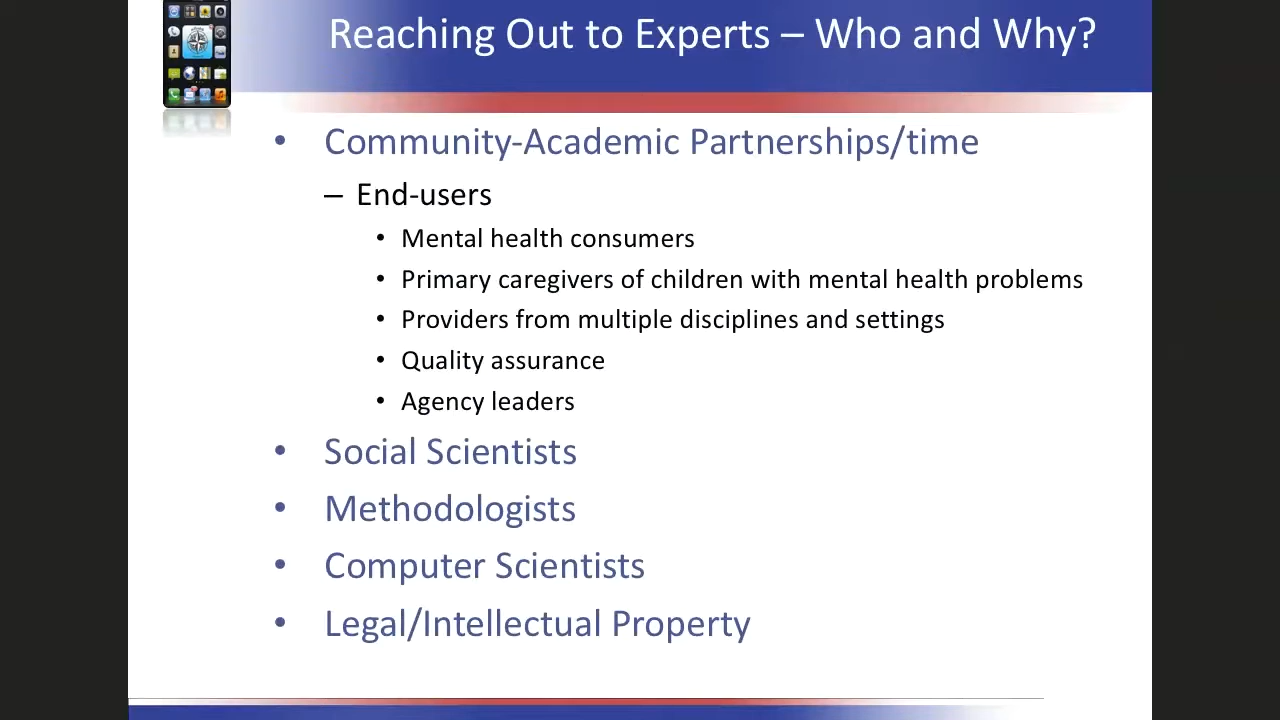 Reaching Out to Experts – Who and Why?
• Community-Academic Partnerships/time
– End-users
• Mental health consumers
• Primary caregivers of children with mental health problems
• Providers from multiple disciplines and settings
• Quality assurance
• Agency leaders
• Social Scientists
• Methodologists
• Computer Scientists
• Legal/Intellectual Property